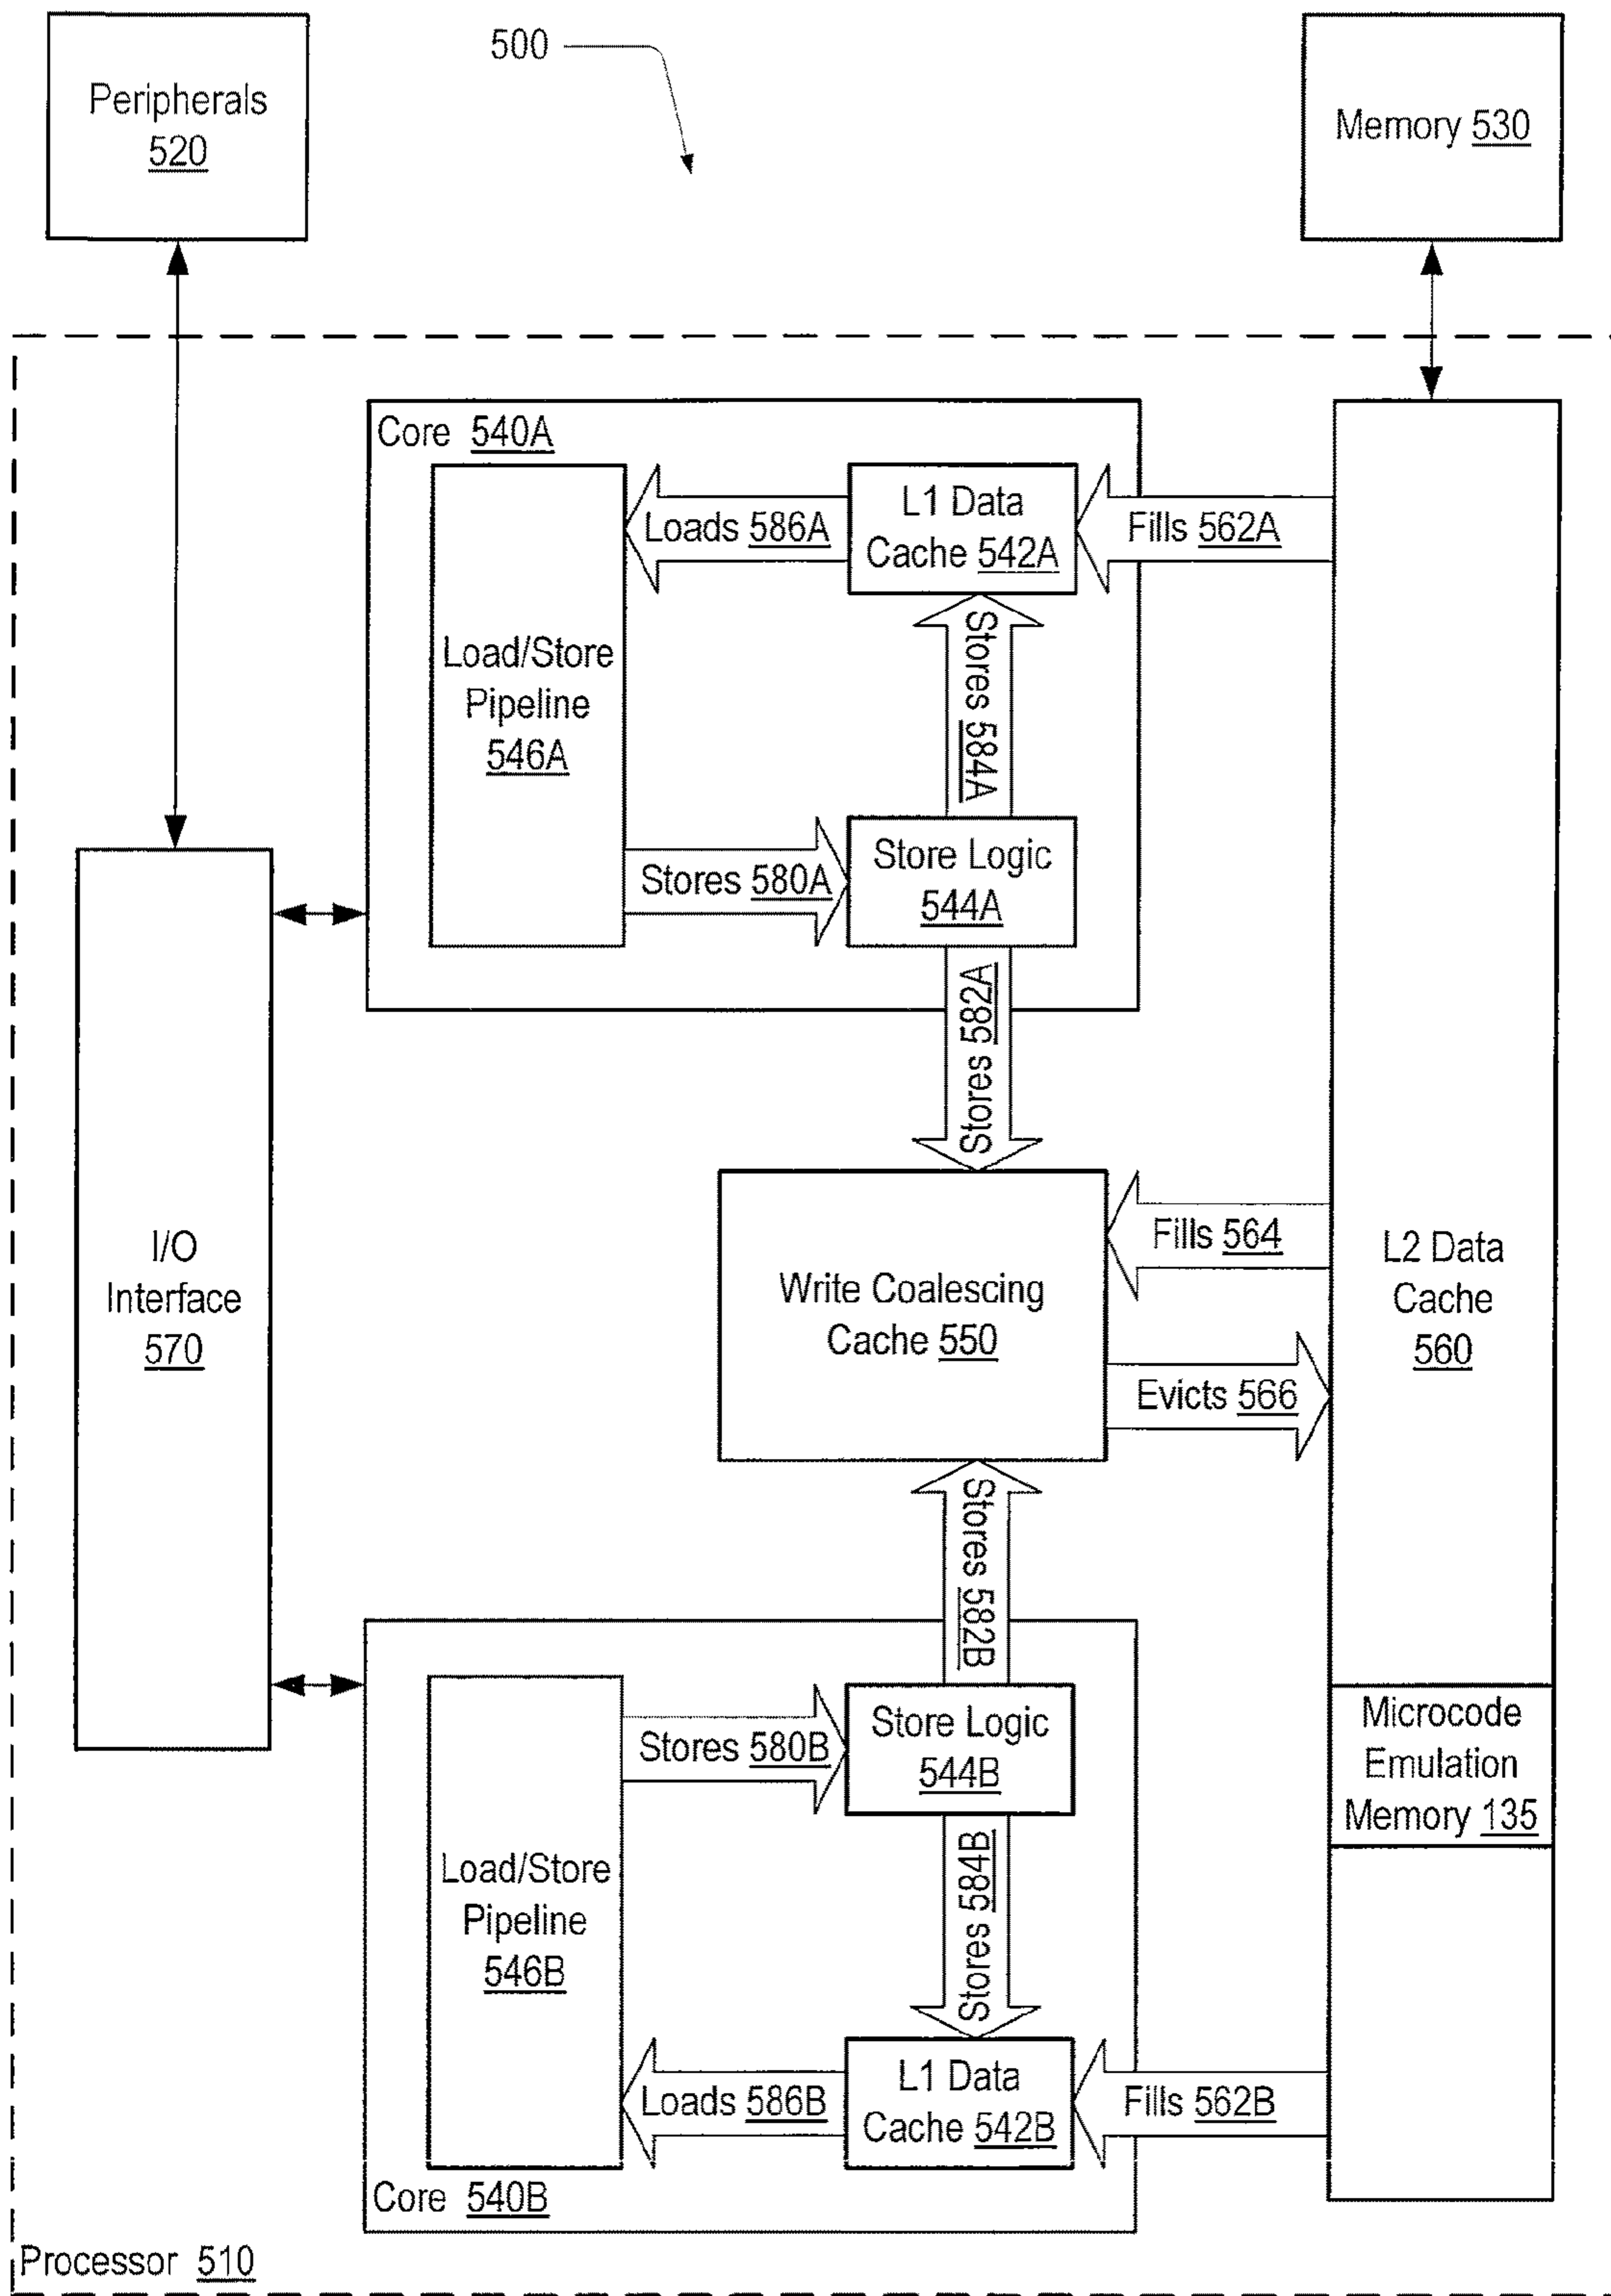 Peripherals
520
500
Memory 530
Core 540A
Load/Store
Pipeline
546A
Loads 586A
L1 Data
Cache 542A
Fills 562A
Stores 584A
Stores 580A
Store Logic
544A
Stores 582A
I/O
Interface
570
Write Coalescing
Cache 550
Fills 564
Evicts 566
L2 Data
Cache
560
Stores 582B
Load/Store
Pipeline
546B
Stores 580B
Store Logic
544B
Microcode
Emulation
Memory 135
Stores 584B
Loads 586B
L1 Data
Cache 542B
Fills 562B
Core 540B
Processor 510